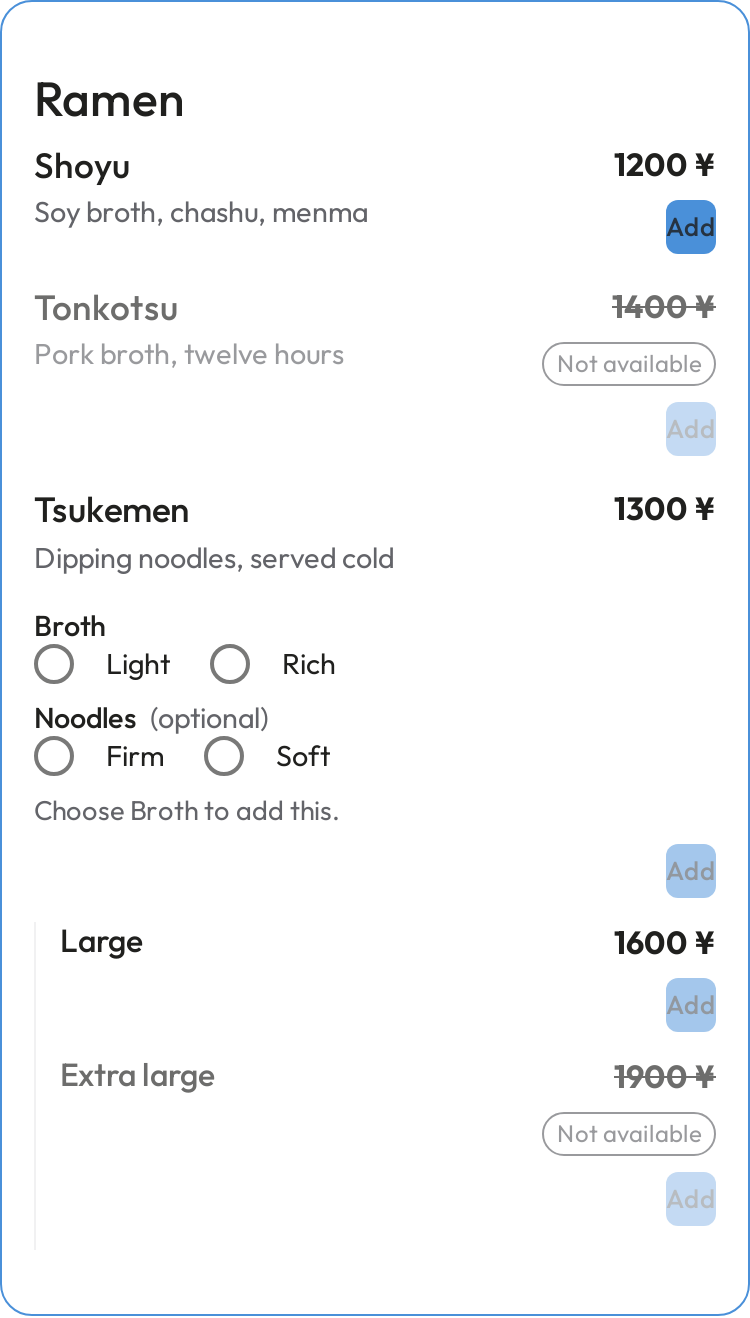 Ramen
Shoyu 1200 ¥
Soy broth, chashu, menma
Add
Tonkotsu 1400 ¥
Pork broth, twelve hours
Not available
Add
Tsukemen 1300 ¥
Dipping noodles, served cold
Broth
Light Rich
Noodles (optional)
Firm Soft
Choose Broth to add this.
Add
Large 1600 ¥
Add
Extra large 1900 ¥
Not available
Add